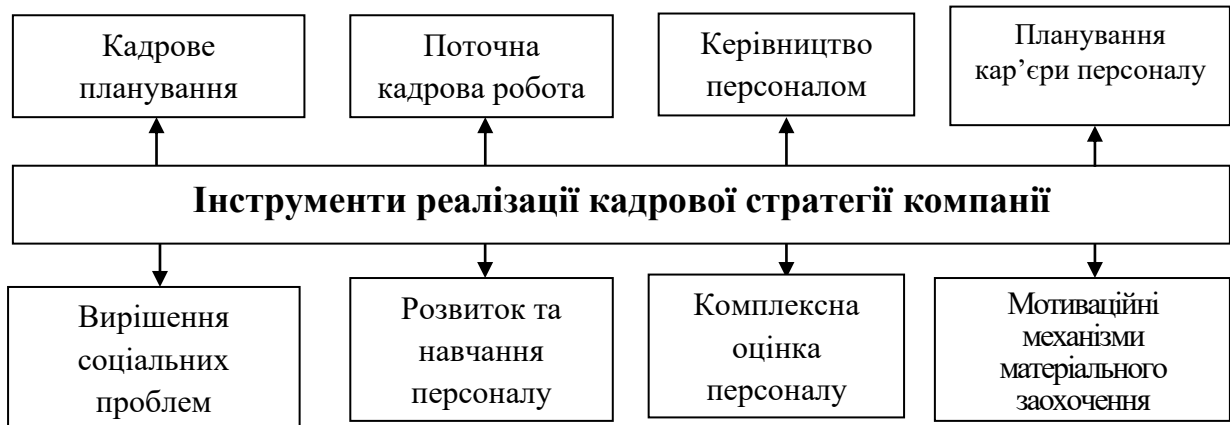 Кадрове
планування
Поточна
кадрова робота
Керівництво
персоналом
Планування
кар’єри персоналу
Інструменти реалізації кадрової стратегії компанії
Вирішення
соціальних
проблем
Розвиток та
навчання
персоналу
Комплексна
оцінка
персоналу
Мотиваційні
механізми
матеріального
заохочення